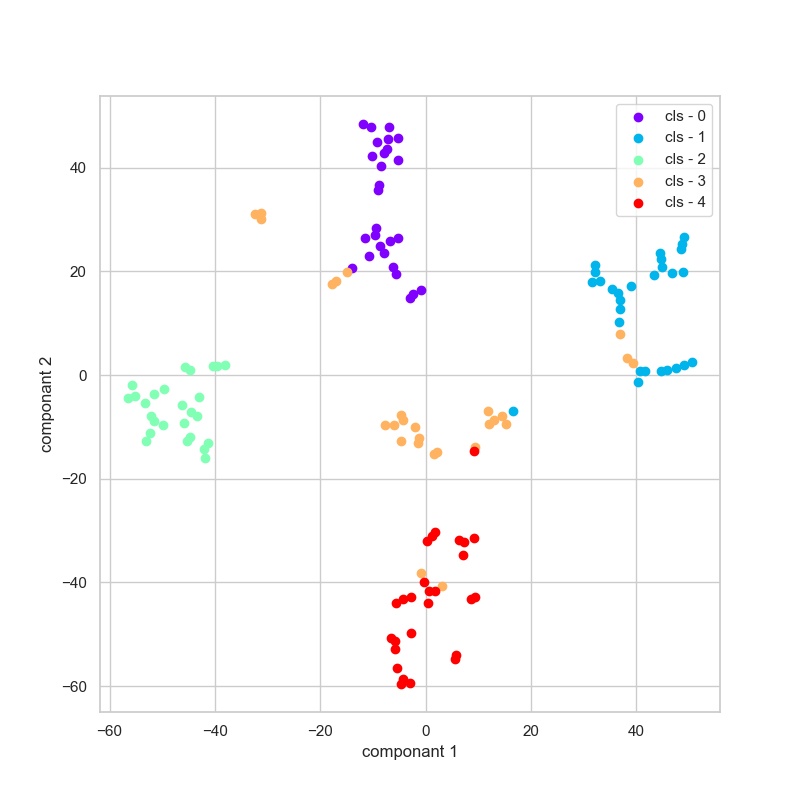 cls - 0
cls - 1
cls - 2
cls - 3
cls - 4
40
20
0
−20
−40
−60
componant 2
−60 −40 −20 0 20 40
componant 1